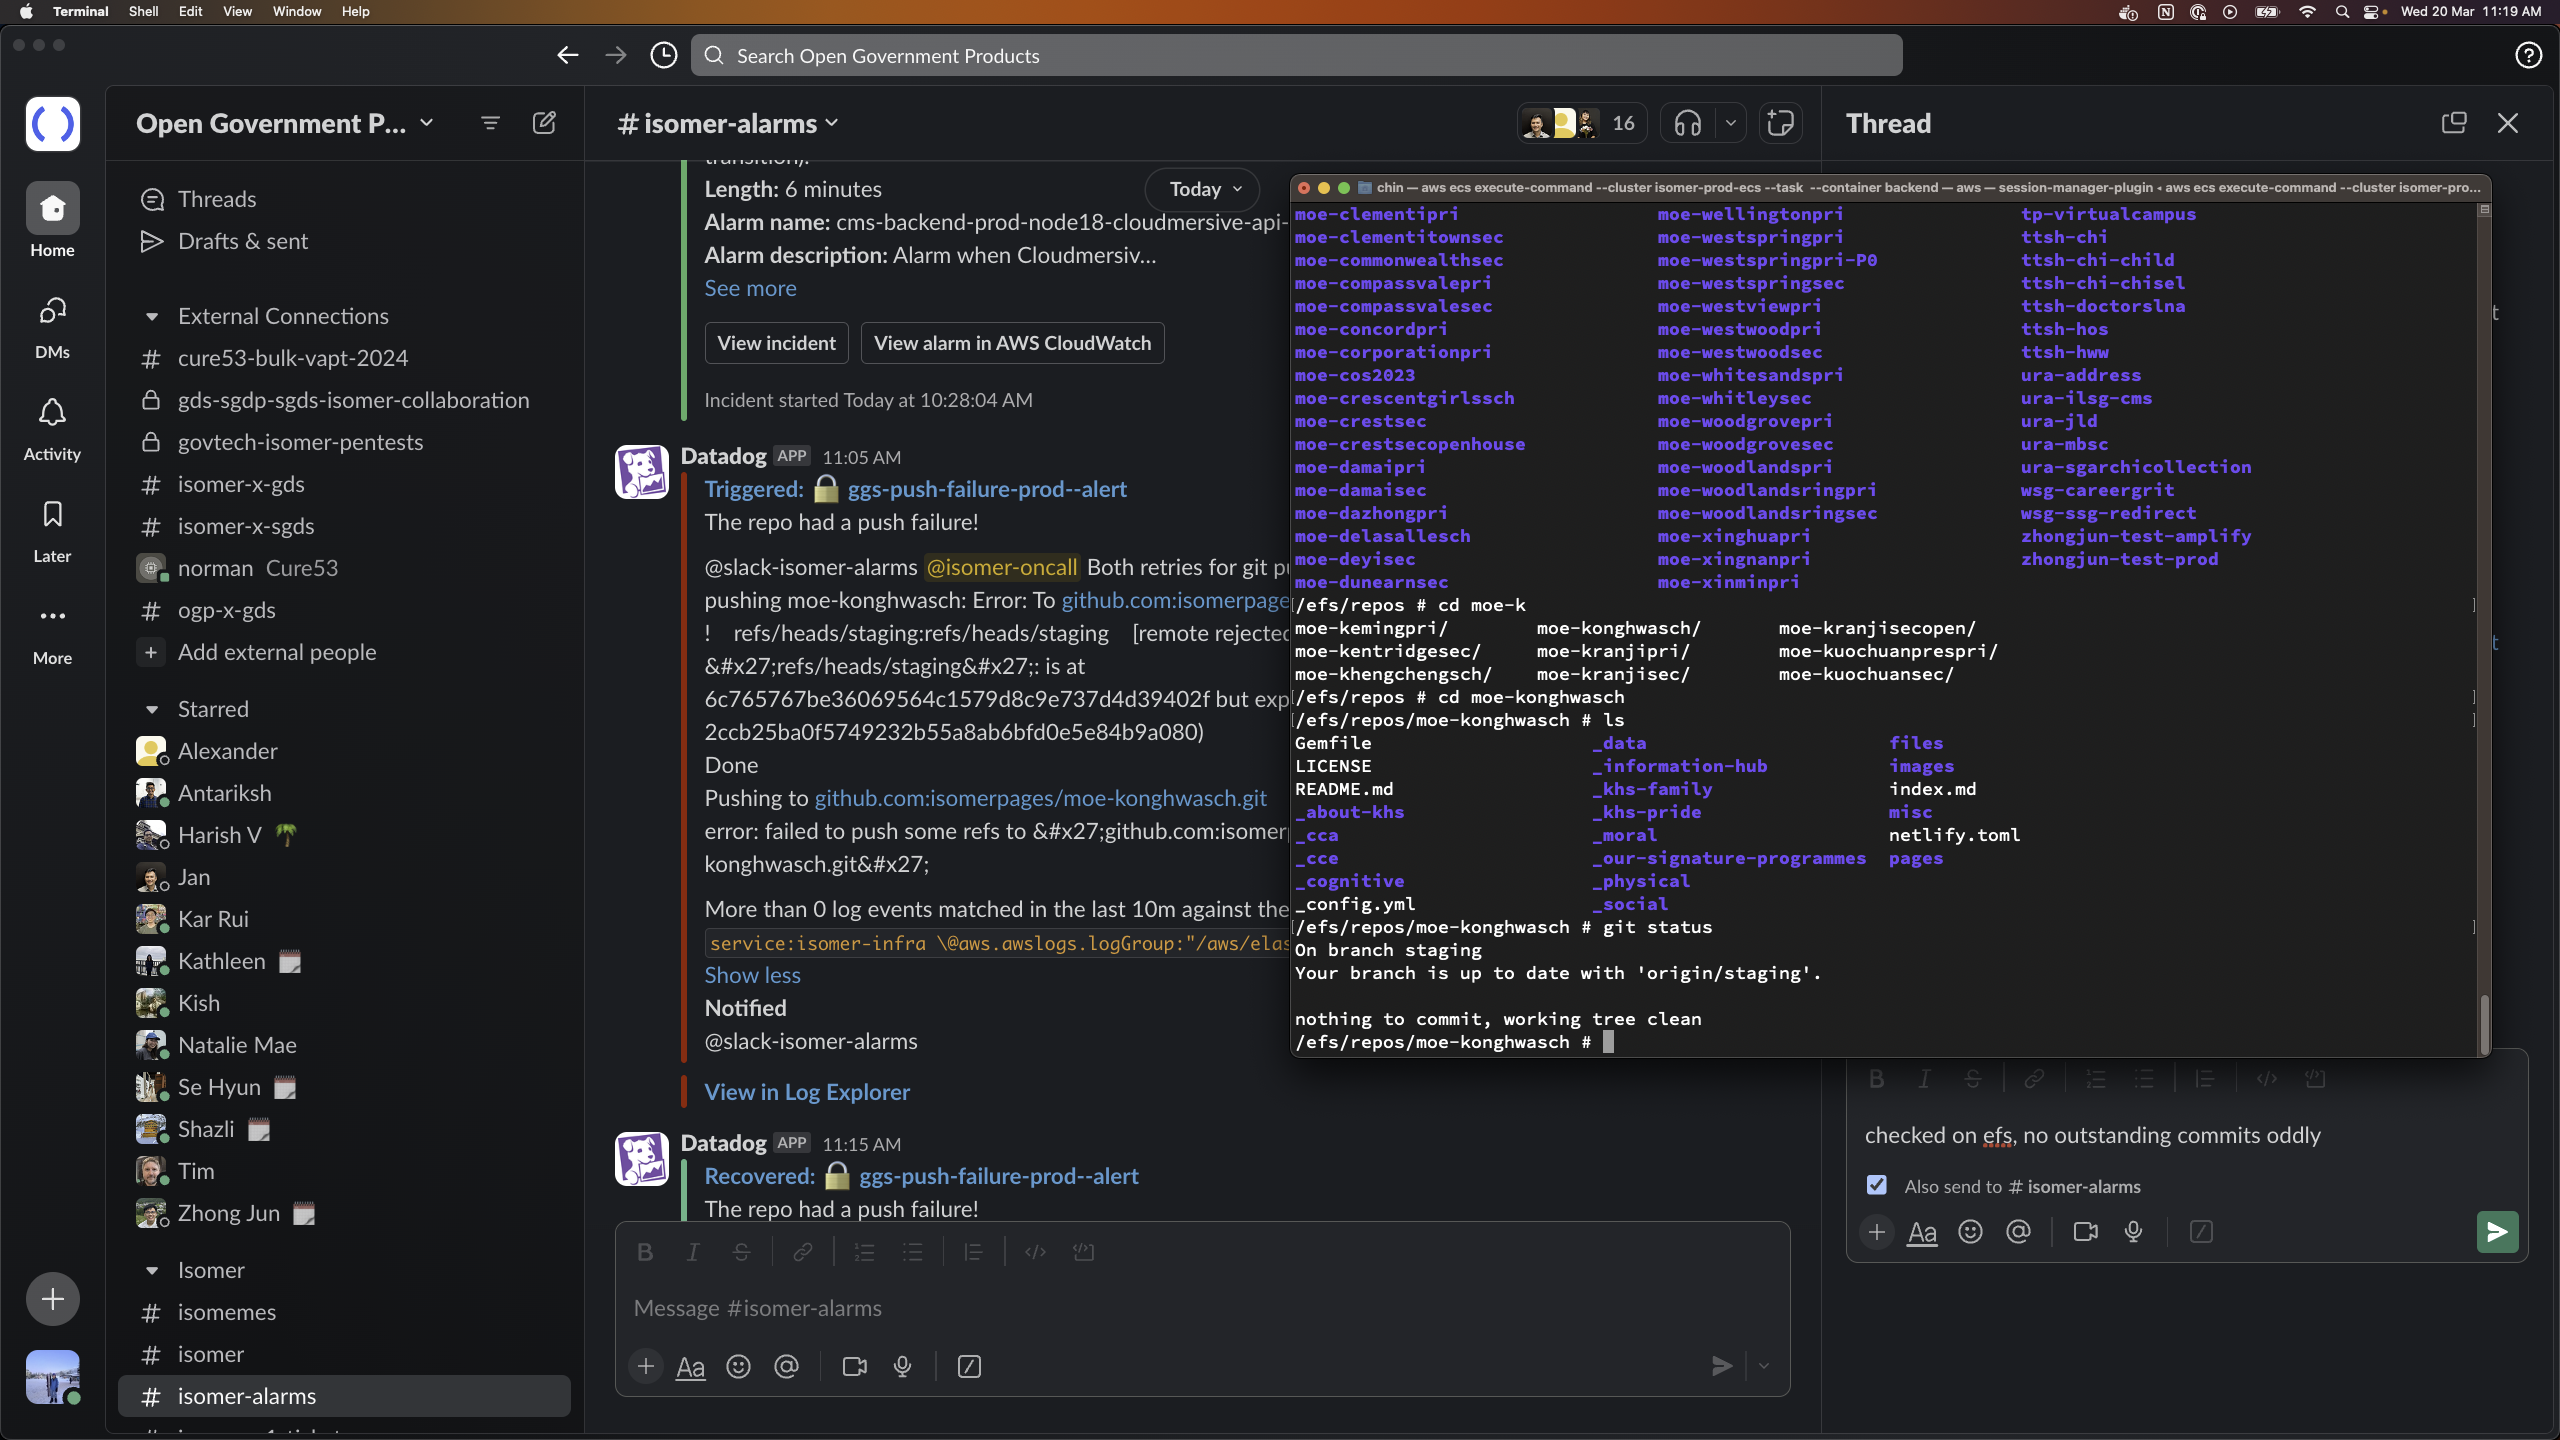 Terminal Shell Edit View Window Help
Wed 20 Mar 11:19 AM
Search Open Government Products
Open Government P...
Home
DMs
Activity
Later
More
Threads
Drafts & sent
External Connections
# cure53-bulk-vapt-2024
gds-sgdp-sgds-isomer-collaboration
govtech-isomer-pentests
# isomer-x-gds
# isomer-x-sgds
norman Cure53
# ogp-x-gds
+ Add external people
Starred
Alexander
Antariksh
Harish V
Jan
Kar Rui
Kathleen
Kish
Natalie Mae
Se Hyun
Shazli
Tim
Zhong Jun
Isomer
# isomemes
# isomer
# isomer-alarms
# isomer-alarms
16
Today
transition).
Length: 6 minutes
Alarm name: cms-backend-prod-node18-cloudmersive-api-
Alarm description: Alarm when Cloudmersiv...
See more
View incident View alarm in AWS CloudWatch
Incident started Today at 10:28:04 AM
Datadog APP 11:05 AM
Triggered: ggs-push-failure-prod--alert
The repo had a push failure!
@slack-isomer-alarms @isomer-oncall Both retries for git
pushing moe-konghwasch: Error: To github.com:isomerpage
! refs/heads/staging:refs/heads/staging [remote rejected
&#x27;refs/heads/staging&#x27;: is at
6c765767be36069564c1579d8c9e737d4d39402f but exp
2ccb25ba0f5749232b55a8ab6bfd0e5e84b9a080)
Done
Pushing to github.com:isomerpages/moe-konghwasch.git
error: failed to push some refs to &#x27;github.com:isomer
konghwasch.git&#x27;
More than 0 log events matched in the last 10m against the
service:isomer-infra \@aws.awslogs.logGroup:"/aws/elas
Show less
Notified
@slack-isomer-alarms
View in Log Explorer
Datadog APP 11:15 AM
Recovered: ggs-push-failure-prod--alert
The repo had a push failure!
B I S
Message #isomer-alarms
+ Aa
Thread
chin — aws ecs execute-command --cluster isomer-prod-ecs --task --container backend — aws — session-manager-plugin ◂ aws ecs execute-command --cluster isomer-pro...
moe-clementipri moe-wellingtonpri tp-virtualcampus
moe-clementitownsec moe-westspringpri ttsh-chi
moe-commonwealthsec moe-westspringpri-P0 ttsh-chi-child
moe-compassvalepri moe-westspringsec ttsh-chi-chisel
moe-compassvalesec moe-westviewpri ttsh-doctorslna
moe-concordpri moe-westwoodpri ttsh-hos
moe-corporationpri moe-westwoodsec ttsh-hww
moe-cos2023 moe-whitesandspri ura-address
moe-crescentgirlssch moe-whitleysec ura-ilsg-cms
moe-crestsec moe-woodgrovepri ura-jld
moe-crestsecopenhouse moe-woodgrovesec ura-mbsc
moe-damaipri moe-woodlandspri ura-sgarchicollection
moe-damaisec moe-woodlandsringpri wsg-careergrit
moe-dazhongpri moe-woodlandsringsec wsg-ssg-redirect
moe-delasallesch moe-xinghuapri zhongjun-test-amplify
moe-deyisec moe-xingnanpri zhongjun-test-prod
moe-dunearnsec moe-xinminpri
[/efs/repos # cd moe-k ]
moe-kemingpri/ moe-konghwasch/ moe-kranjisecopen/
moe-kentridgesec/ moe-kranjipri/ moe-kuochuanprespri/
moe-khengchengsch/ moe-kranjisec/ moe-kuochuansec/
[/efs/repos # cd moe-konghwasch ]
[/efs/repos/moe-konghwasch # ls ]
Gemfile _data files
LICENSE _information-hub images
README.md _khs-family index.md
_about-khs _khs-pride misc
_cca _moral netlify.toml
_cce _our-signature-programmes pages
_cognitive _physical
_config.yml _social
[/efs/repos/moe-konghwasch # git status ]
On branch staging
Your branch is up to date with 'origin/staging'.
nothing to commit, working tree clean
/efs/repos/moe-konghwasch #
B I S
checked on efs, no outstanding commits oddly
Also send to # isomer-alarms
+ Aa